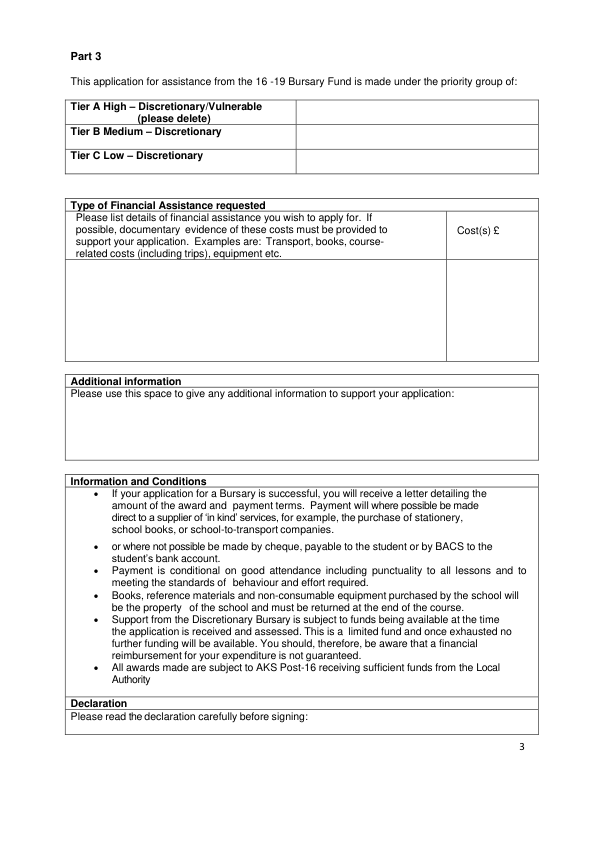 Part 3
This application for assistance from the 16 -19 Bursary Fund is made under the priority group of:
Tier A High – Discretionary/Vulnerable
(please delete)
Tier B Medium – Discretionary
Tier C Low – Discretionary
Type of Financial Assistance requested
Please list details of financial assistance you wish to apply for. If
possible, documentary evidence of these costs must be provided to
support your application. Examples are: Transport, books, course-
related costs (including trips), equipment etc.
Cost(s) £
Additional information
Please use this space to give any additional information to support your application:
Information and Conditions
• If your application for a Bursary is successful, you will receive a letter detailing the
amount of the award and payment terms. Payment will where possible be made
direct to a supplier of ‘in kind’ services, for example, the purchase of stationery,
school books, or school-to-transport companies.
• or where not possible be made by cheque, payable to the student or by BACS to the
student’s bank account.
• Payment is conditional on good attendance including punctuality to all lessons and to
meeting the standards of behaviour and effort required.
• Books, reference materials and non-consumable equipment purchased by the school will
be the property of the school and must be returned at the end of the course.
• Support from the Discretionary Bursary is subject to funds being available at the time
the application is received and assessed. This is a limited fund and once exhausted no
further funding will be available. You should, therefore, be aware that a financial
reimbursement for your expenditure is not guaranteed.
• All awards made are subject to AKS Post-16 receiving sufficient funds from the Local
Authority
Declaration
Please read the declaration carefully before signing:
3